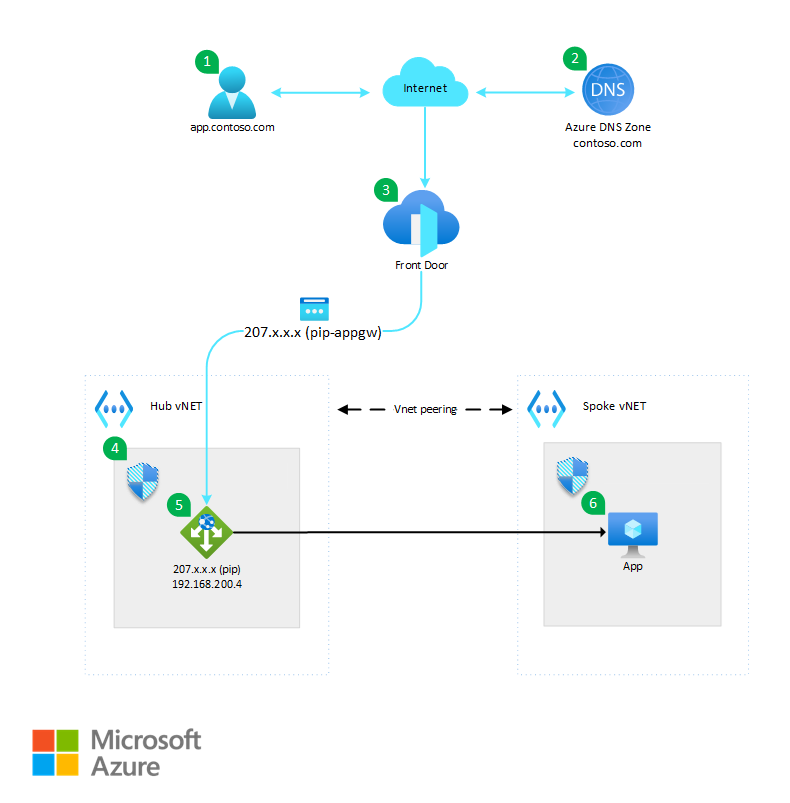 1
2
Internet
DNS
app.contoso.com
Azure DNS Zone
contoso.com
3
Front Door
207.x.x.x (pip-appgw)
Hub vNET
Vnet peering
Spoke vNET
4
5
6
207.x.x.x (pip)
192.168.200.4
App
Microsoft
Azure